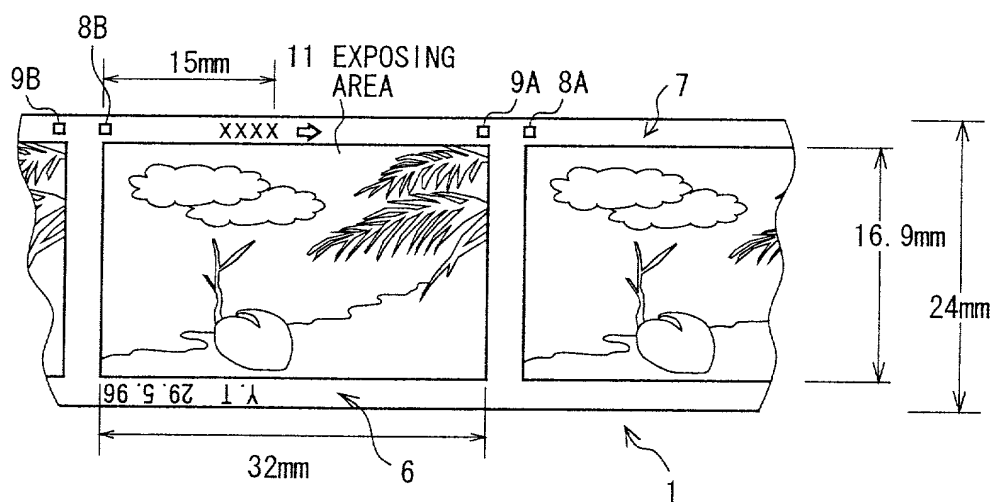 8B
15mm
11 EXPOSING
AREA
9B
9A
8A
7
XXXX
16.9mm
24mm
Y.T 29.5.96
32mm
6
1